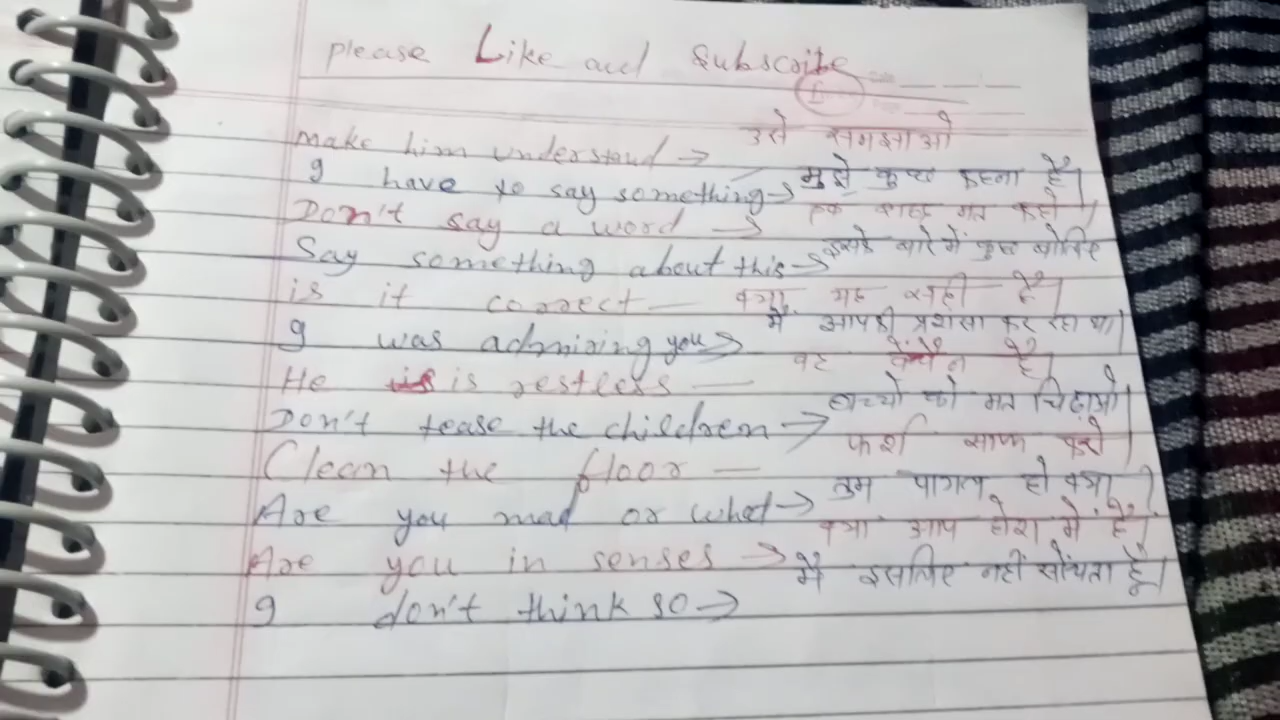 please Like and Subscribe
make him understand → उसे समझाओ
I have to say something → मुझे कुछ कहना है।
Don't say a word → एक शब्द मत कहो।
Say something about this → इसके बारे में कुछ बोलिए
is it correct — क्या यह सही है।
I was admiring you → मैं आपकी प्रशंसा कर रहा था।
He is is restless — वह बेचैन है।
Don't tease the children → बच्चों को मत चिढ़ाओ।
Clean the floor — फर्श साफ करो।
Are you mad or what → तुम पागल हो क्या।
Are you in senses → क्या आप होश में हैं।
I don't think so → मैं इसलिए नहीं सोचता हूँ।